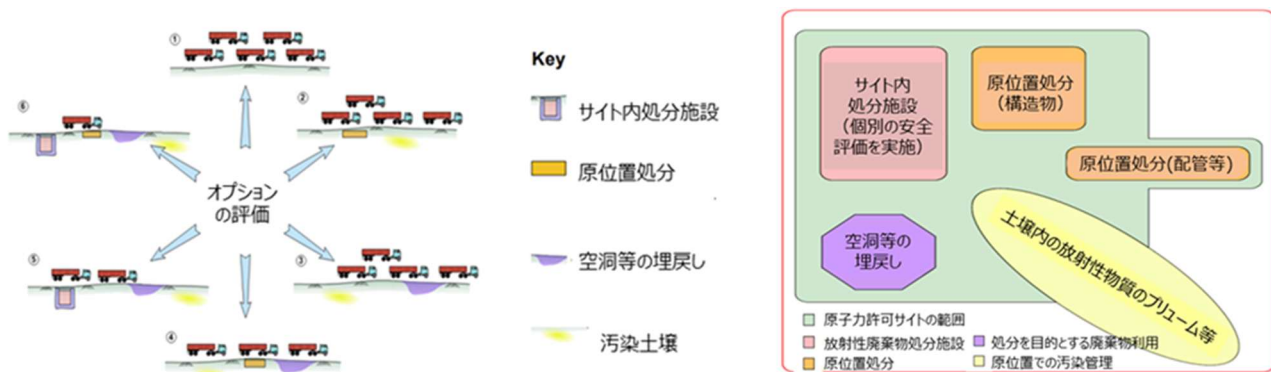 ①
②
⑥
オプション
の評価
⑤
③
④
Key
サイト内処分施設
原位置処分
空洞等の埋戻し
汚染土壌
サイト内
処分施設
(個別の安全
評価を実施)
原位置処分
(構造物)
原位置処分(配管等)
空洞等の
埋戻し
土壌内の放射性物質のプリューム等
原子力許可サイトの範囲
放射性廃棄物処分施設
処分を目的とする廃棄物利用
原位置処分
原位置での汚染管理